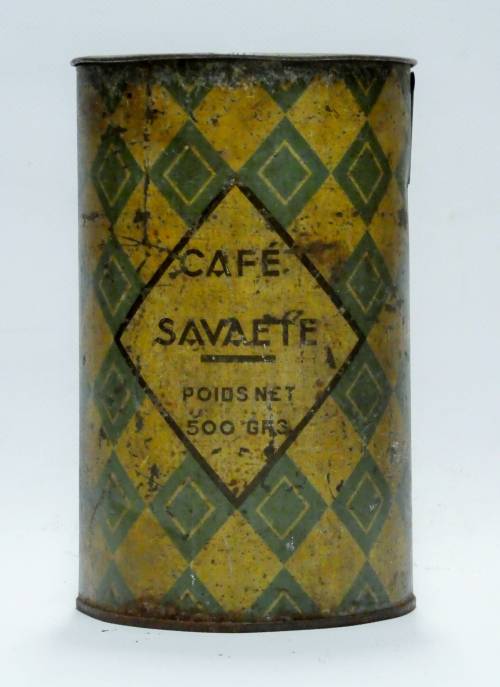 CAFÉ
SAVAETE
POIDS NET
500 GRS